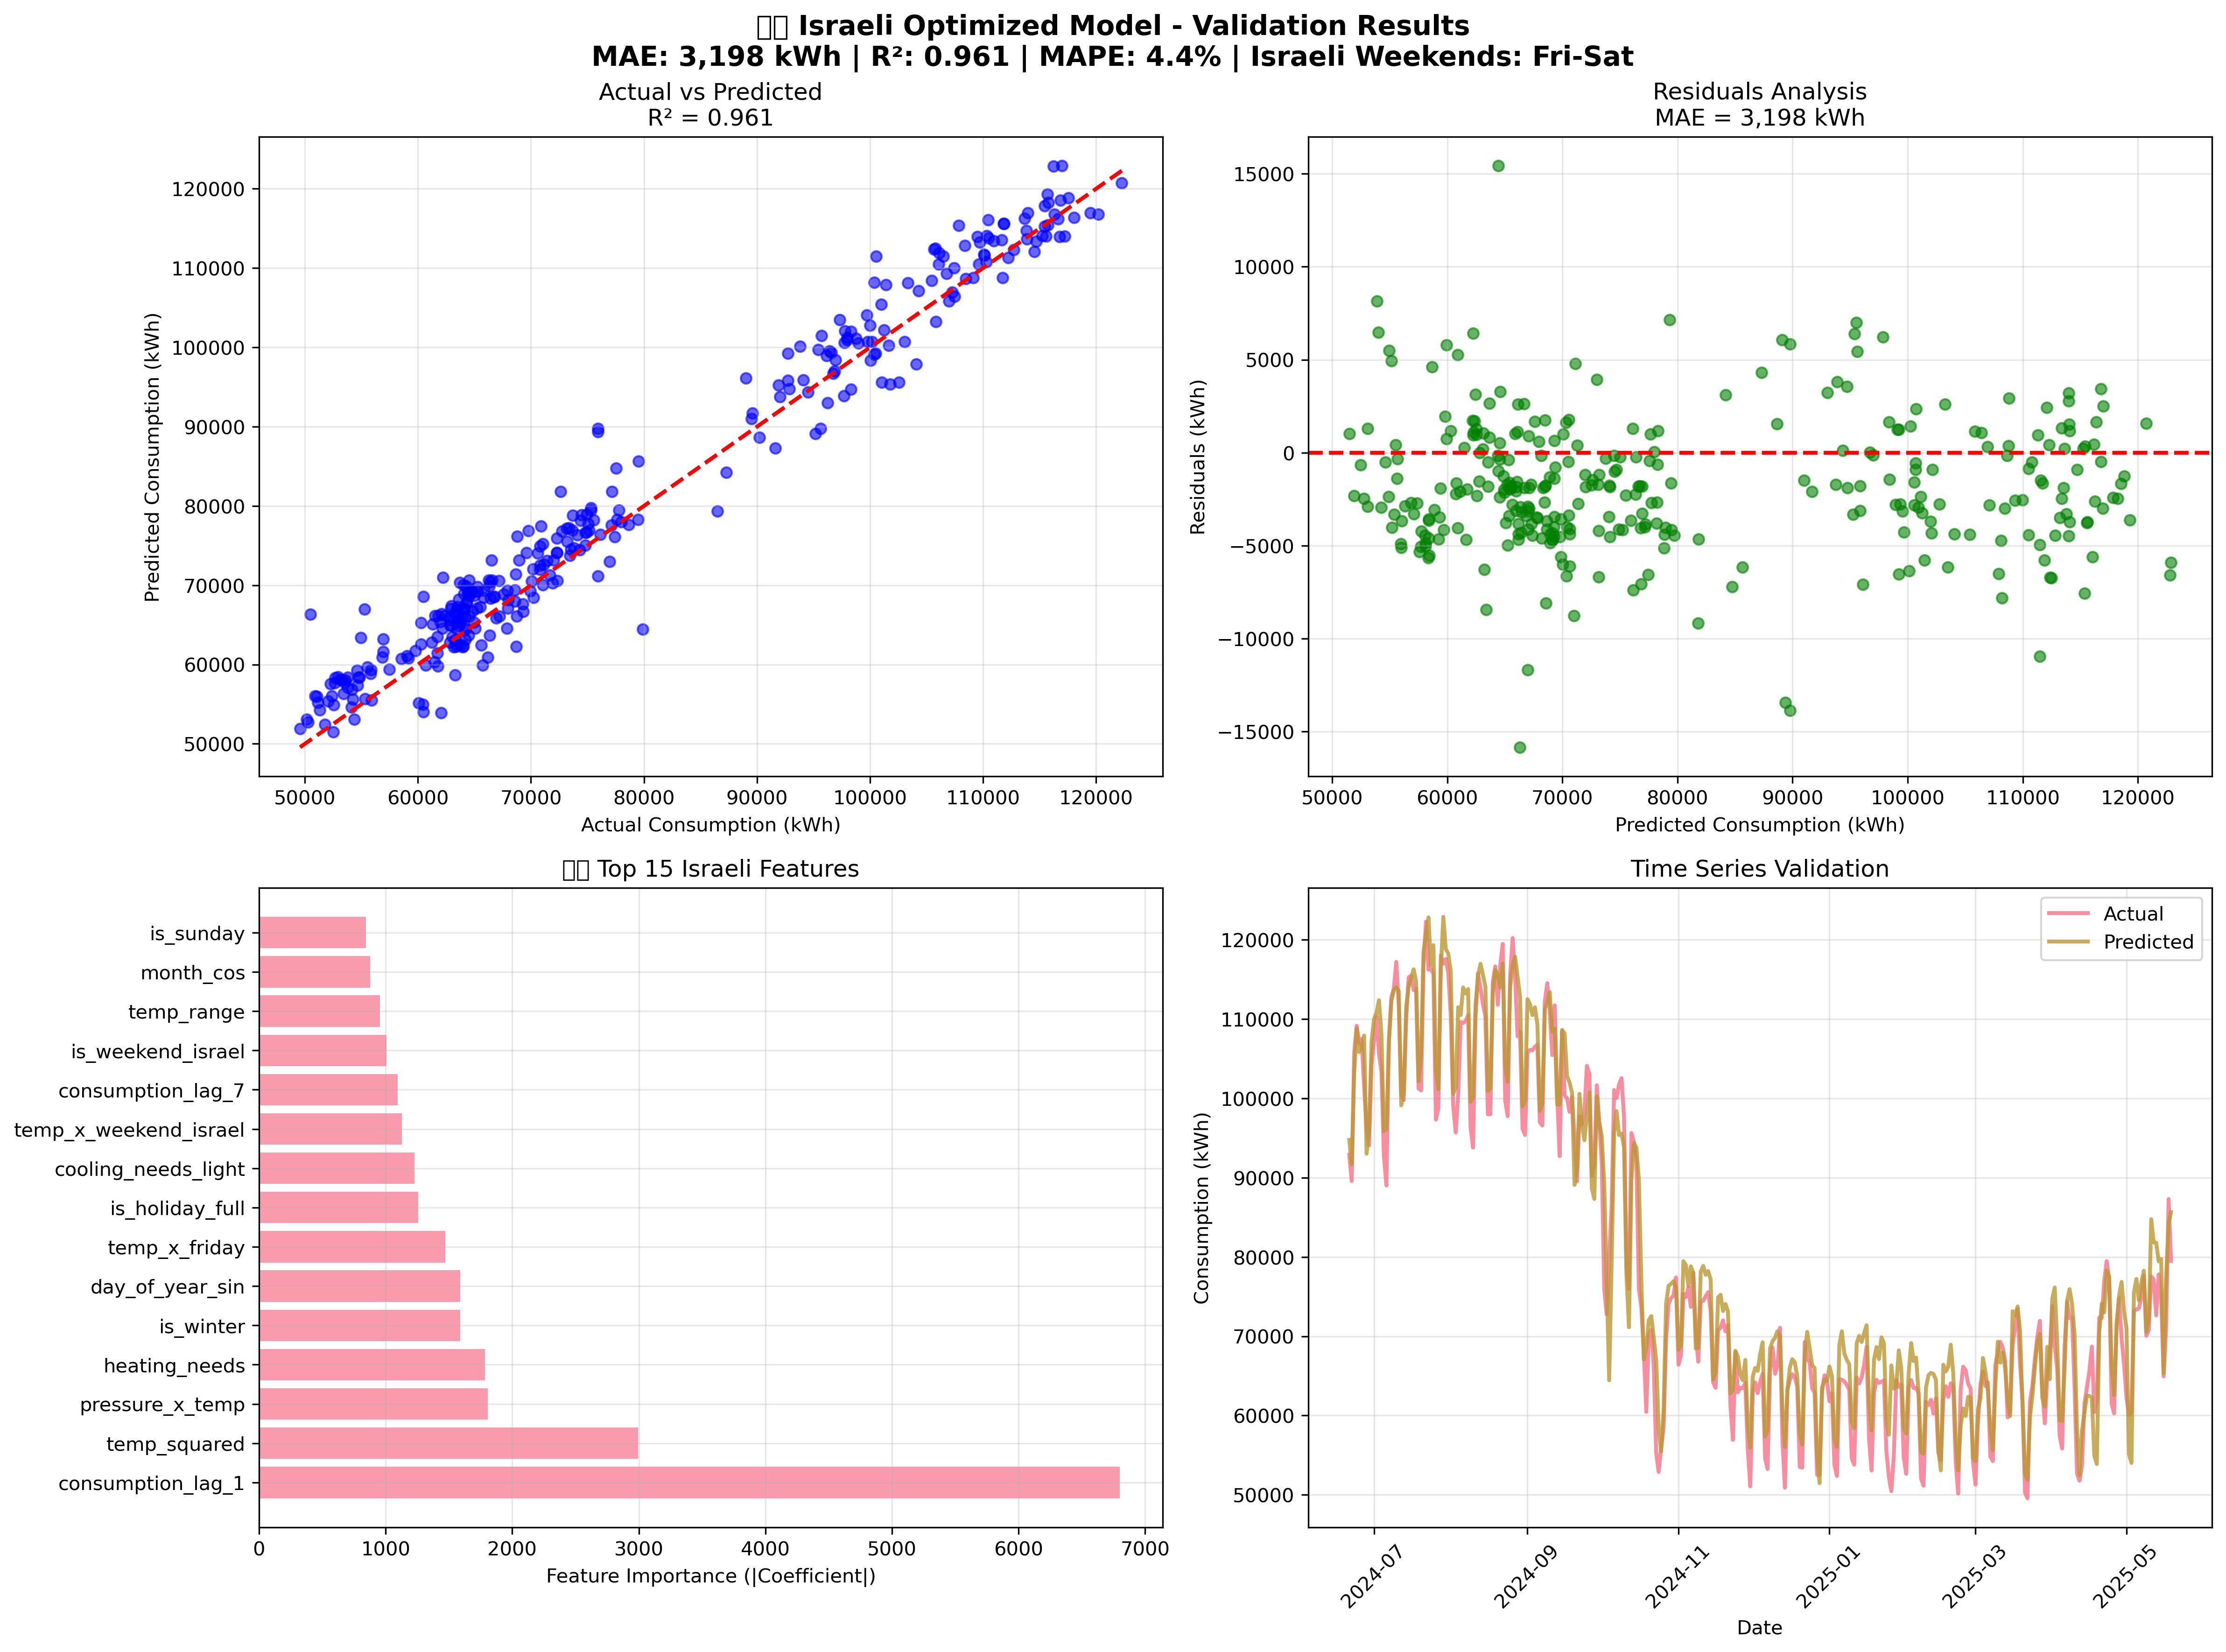 Israeli Optimized Model - Validation Results
MAE: 3,198 kWh | R²: 0.961 | MAPE: 4.4% | Israeli Weekends: Fri-Sat
Actual vs Predicted
R² = 0.961
120000
110000
100000
90000
80000
70000
60000
50000
Predicted Consumption (kWh)
50000 60000 70000 80000 90000 100000 110000 120000
Actual Consumption (kWh)
Residuals Analysis
MAE = 3,198 kWh
15000
10000
5000
0
−5000
−10000
−15000
Residuals (kWh)
50000 60000 70000 80000 90000 100000 110000 120000
Predicted Consumption (kWh)
Top 15 Israeli Features
is_sunday
month_cos
temp_range
is_weekend_israel
consumption_lag_7
temp_x_weekend_israel
cooling_needs_light
is_holiday_full
temp_x_friday
day_of_year_sin
is_winter
heating_needs
pressure_x_temp
temp_squared
consumption_lag_1
0 1000 2000 3000 4000 5000 6000 7000
Feature Importance (|Coefficient|)
Time Series Validation
Actual
Predicted
120000
110000
100000
90000
80000
70000
60000
50000
Consumption (kWh)
2024-07 2024-09 2024-11 2025-01 2025-03 2025-05
Date